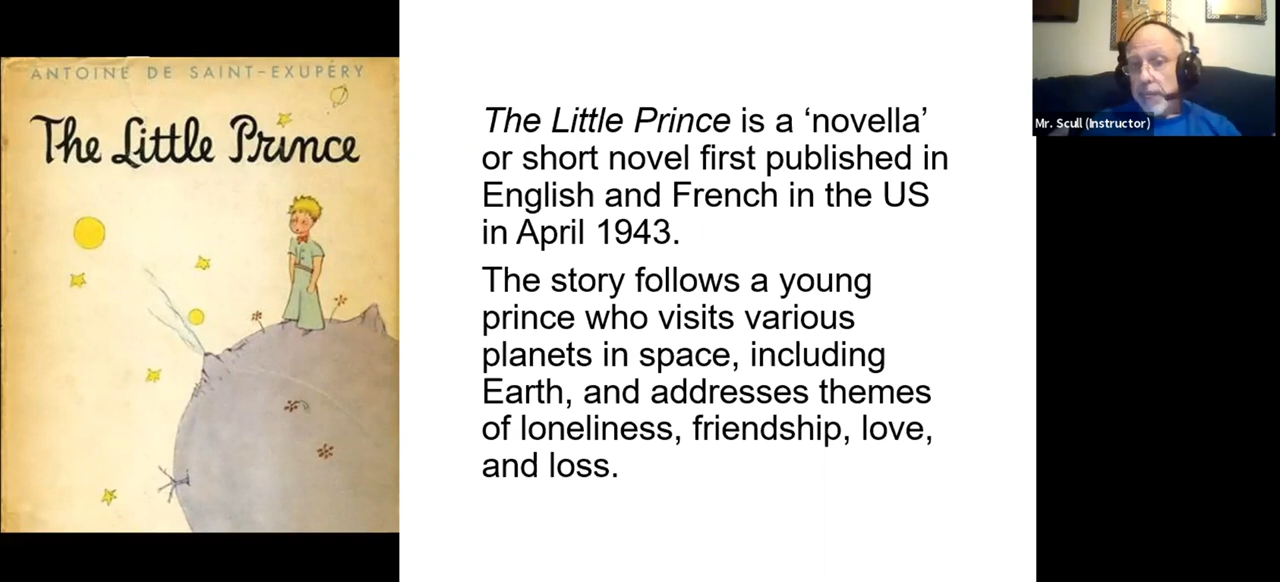 ANTOINE DE SAINT-EXUPÉRY
The Little Prince
The Little Prince is a ‘novella’
or short novel first published in
English and French in the US
in April 1943.
The story follows a young
prince who visits various
planets in space, including
Earth, and addresses themes
of loneliness, friendship, love,
and loss.
Mr. Scull (Instructor)